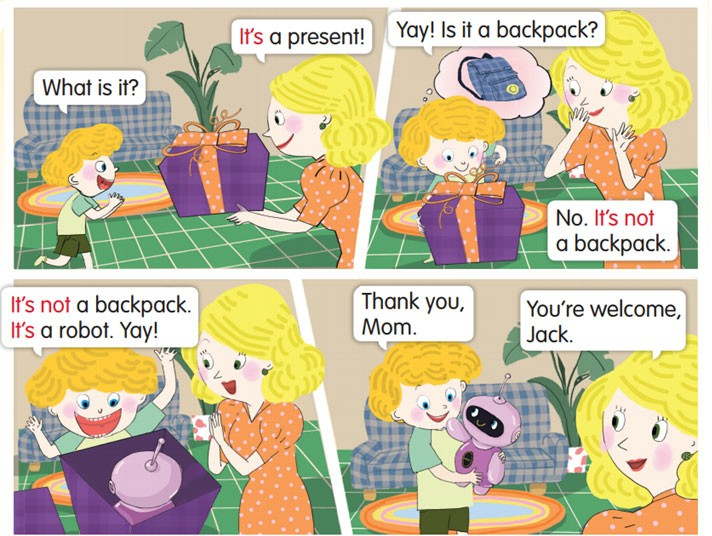 What is it?
It's a present!
Yay! Is it a backpack?
No. It's not
a backpack.
It's not a backpack.
It's a robot. Yay!
Thank you,
Mom.
You're welcome,
Jack.